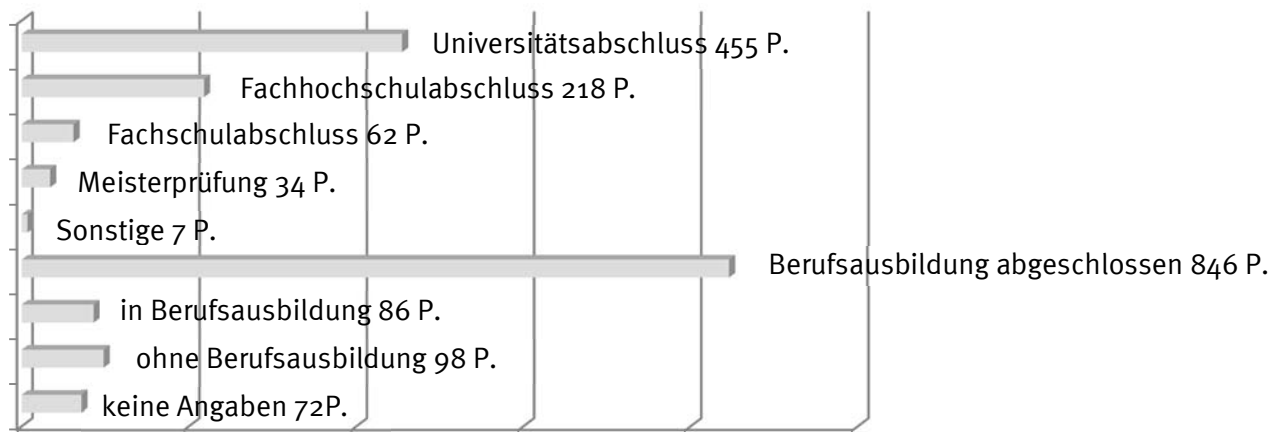 Universitätsabschluss 455 P.
Fachhochschulabschluss 218 P.
Fachschulabschluss 62 P.
Meisterprüfung 34 P.
Sonstige 7 P.
Berufsausbildung abgeschlossen 846 P.
in Berufsausbildung 86 P.
ohne Berufsausbildung 98 P.
keine Angaben 72P.